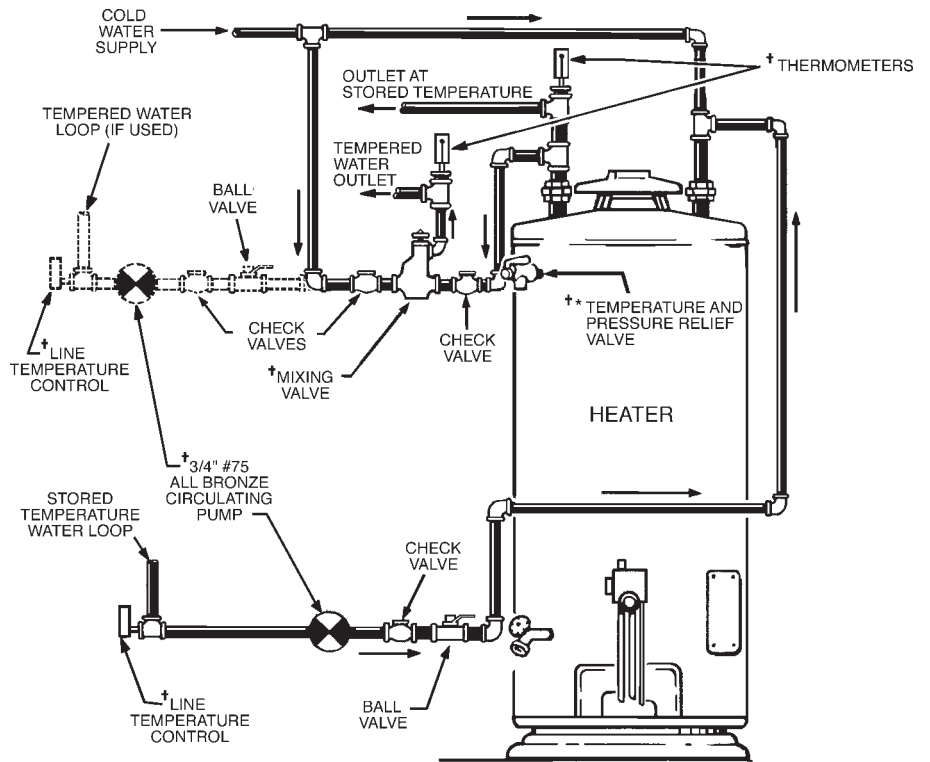 COLD
WATER
SUPPLY
† THERMOMETERS
OUTLET AT
STORED TEMPERATURE
TEMPERED WATER
LOOP (IF USED)
TEMPERED
WATER
OUTLET
BALL
VALVE
†* TEMPERATURE AND
PRESSURE RELIEF
VALVE
CHECK
VALVES
CHECK
VALVE
†LINE
TEMPERATURE
CONTROL
†MIXING
VALVE
HEATER
†3/4" #75
ALL BRONZE
CIRCULATING
PUMP
STORED
TEMPERATURE
WATER LOOP
CHECK
VALVE
†LINE
TEMPERATURE
CONTROL
BALL
VALVE